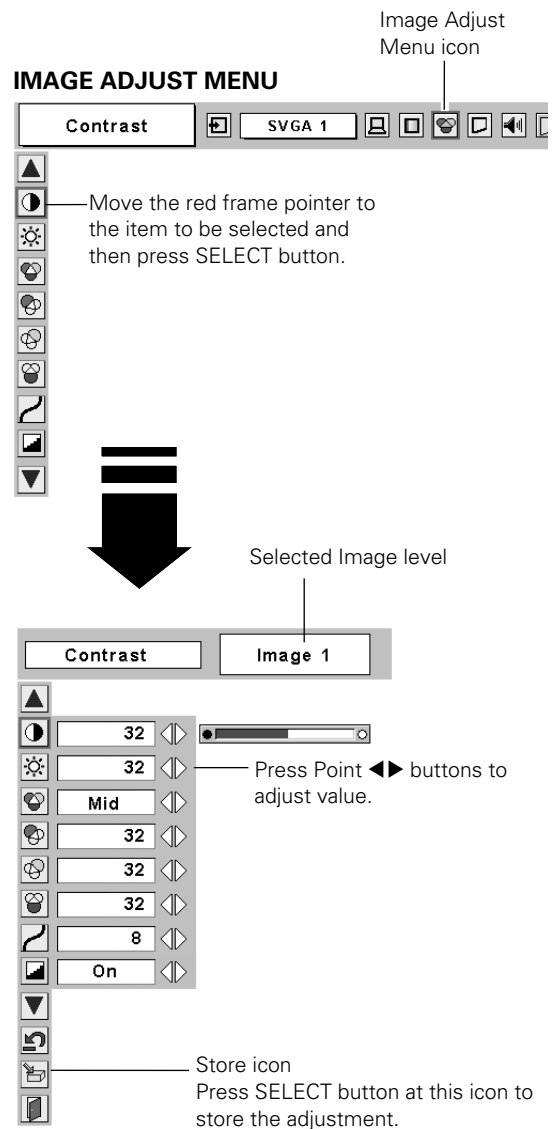 Image Adjust
Menu icon
IMAGE ADJUST MENU
Contrast
SVGA 1
Move the red frame pointer to
the item to be selected and
then press SELECT button.
Selected Image level
Contrast
Image 1
32
32
Press Point ◀▶ buttons to
adjust value.
Mid
32
32
32
8
On
Store icon
Press SELECT button at this icon to
store the adjustment.